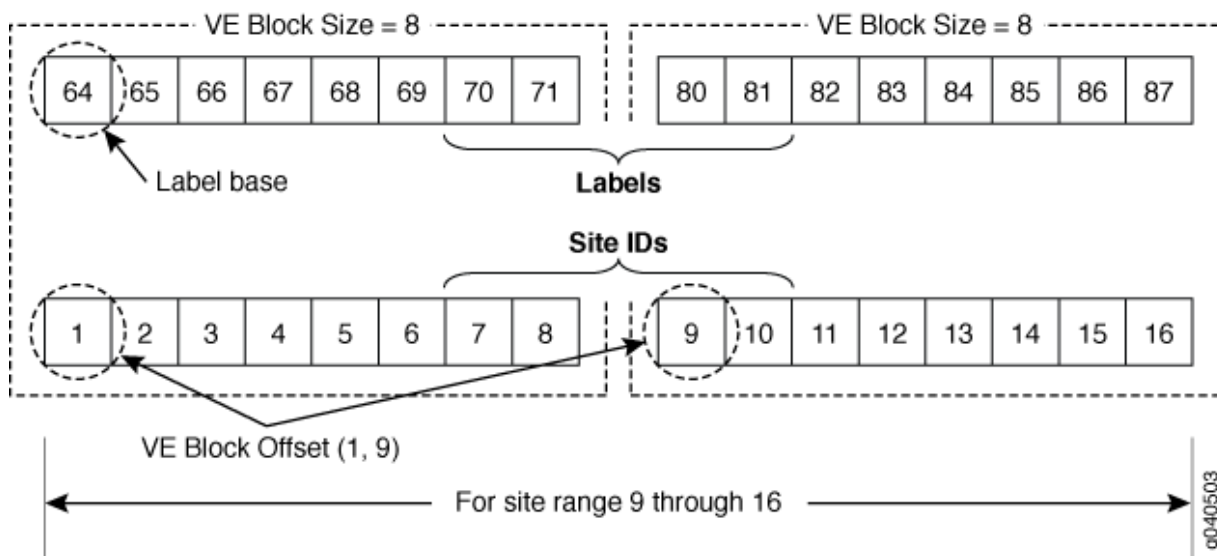 VE Block Size = 8 VE Block Size = 8
64 65 66 67 68 69 70 71 80 81 82 83 84 85 86 87
Label base
Labels
Site IDs
1 2 3 4 5 6 7 8 9 10 11 12 13 14 15 16
VE Block Offset (1, 9)
For site range 9 through 16
g040503